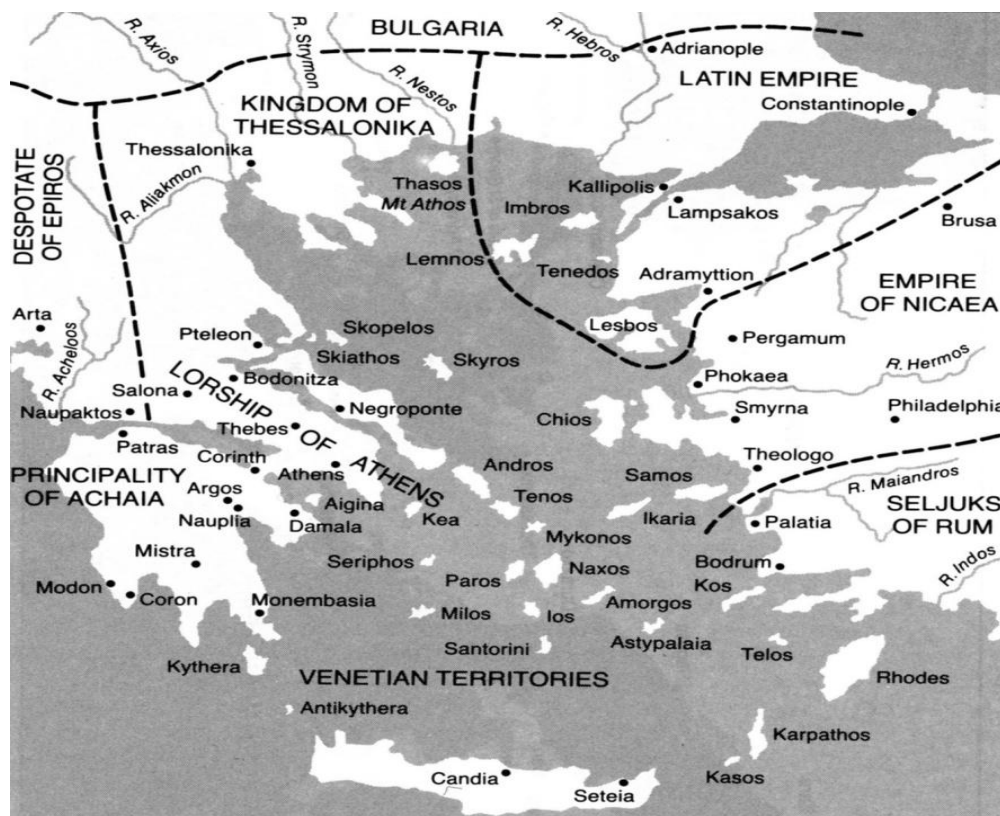 BULGARIA
R. Axios
R. Strymon
R. Hebros
Adrianople
R. Nestos
LATIN EMPIRE
KINGDOM OF
THESSALONIKA
Constantinople
Thessalonika
DESPOTATE
OF EPIROS
R. Aliakmon
Thasos
Mt Athos
Kallipolis
Imbros
Lampsakos
Brusa
Lemnos
Tenedos
Adramyttion
EMPIRE
OF NICAEA
Arta
Pteleon
Skopelos
Lesbos
Pergamum
R. Acheloos
Skiathos
Skyros
R. Hermos
Salona
LORSHIP OF ATHENS
Bodonitza
Phokaea
Naupaktos
Negroponte
Chios
Smyrna
Philadelphia
Thebes
Patras
Corinth
Theologo
PRINCIPALITY
OF ACHAIA
Athens
Andros
Samos
R. Maiandros
Argos
Aigina
Tenos
SELJUKS
OF RUM
Nauplia
Damala
Kea
Ikaria
Palatia
Mykonos
Mistra
Seriphos
Naxos
Bodrum
R. Indos
Modon
Coron
Monembasia
Paros
Kos
Milos
Ios
Amorgos
Santorini
Astypalaia
Telos
Kythera
VENETIAN TERRITORIES
Rhodes
Antikythera
Karpathos
Candia
Seteia
Kasos